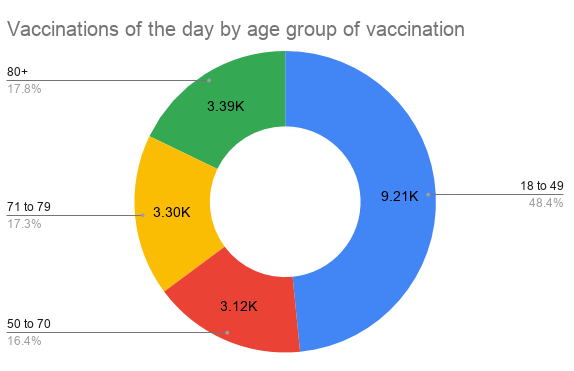 Vaccinations of the day by age group of vaccination
80+
17.8%
3.39K
18 to 49
48.4%
9.21K
71 to 79
17.3%
3.30K
50 to 70
16.4%
3.12K